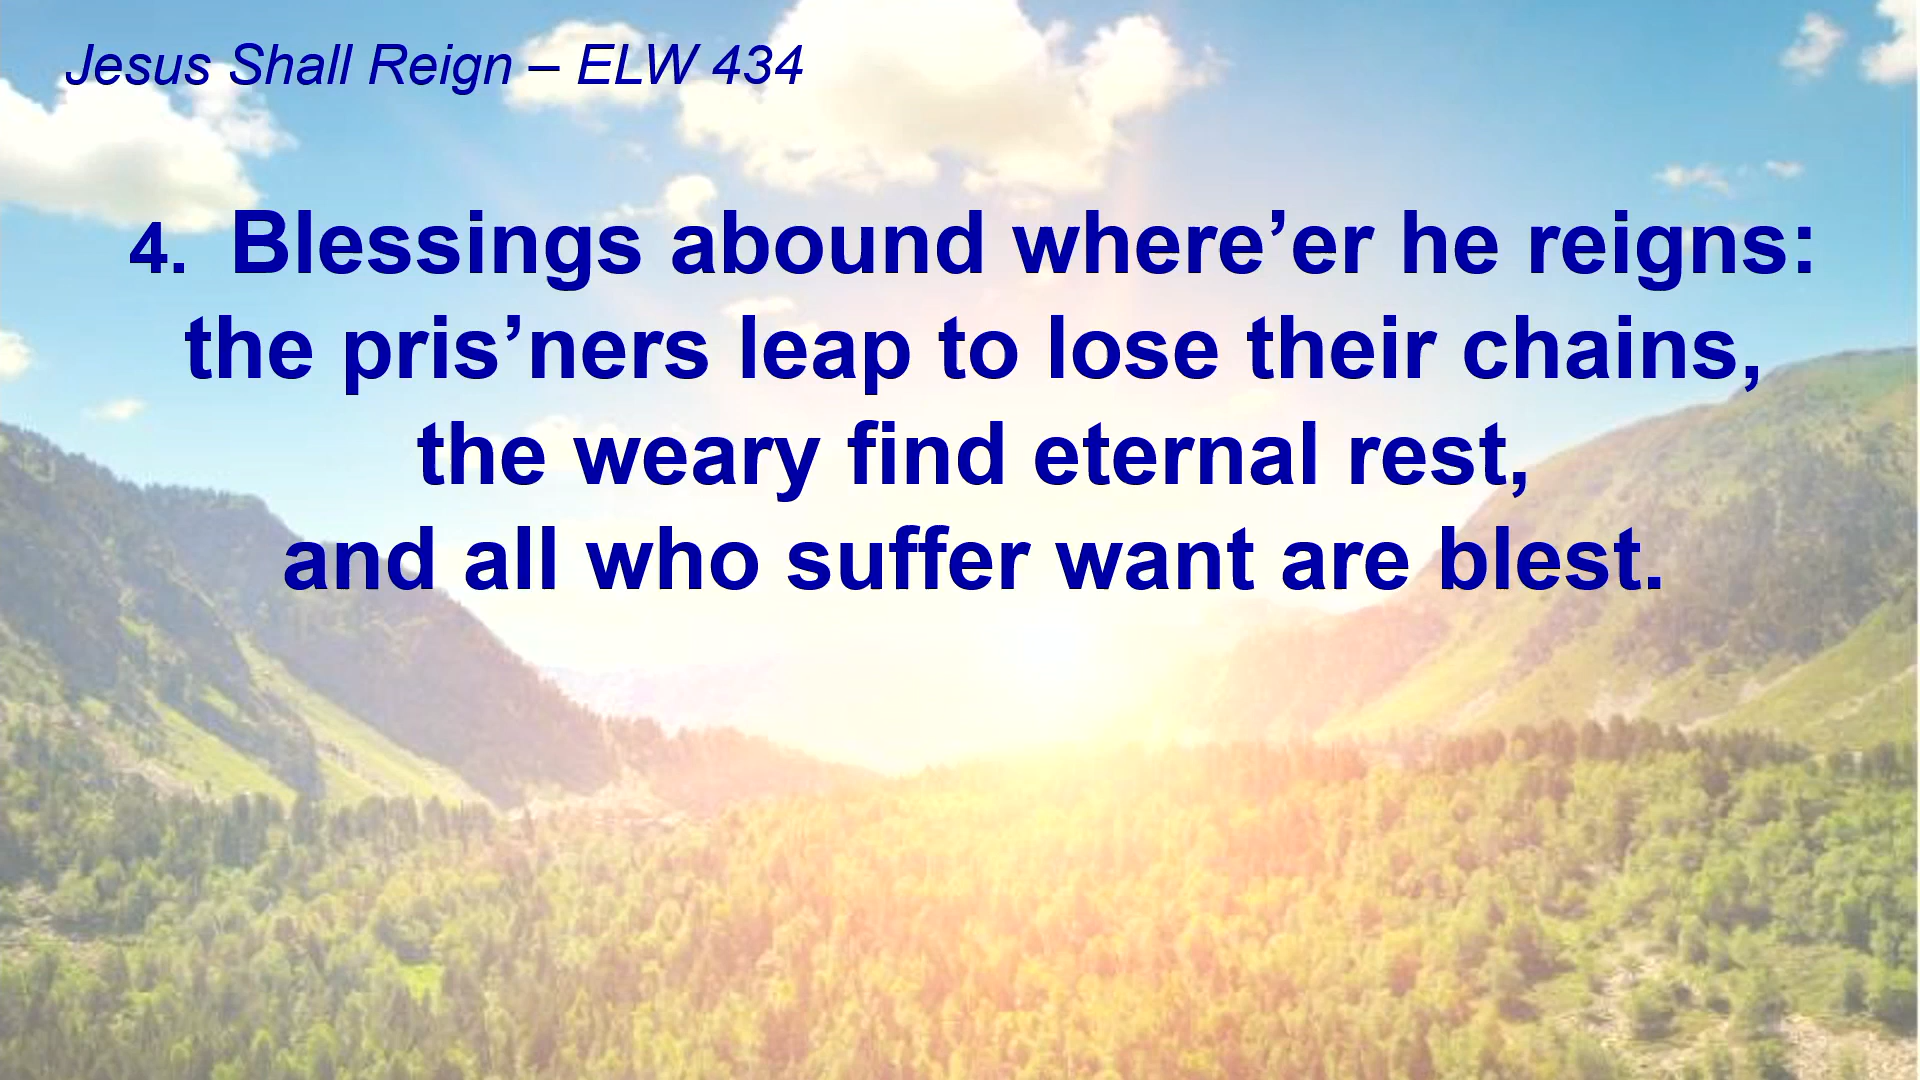 Jesus Shall Reign – ELW 434
4. Blessings abound where’er he reigns:
the pris’ners leap to lose their chains,
the weary find eternal rest,
and all who suffer want are blest.